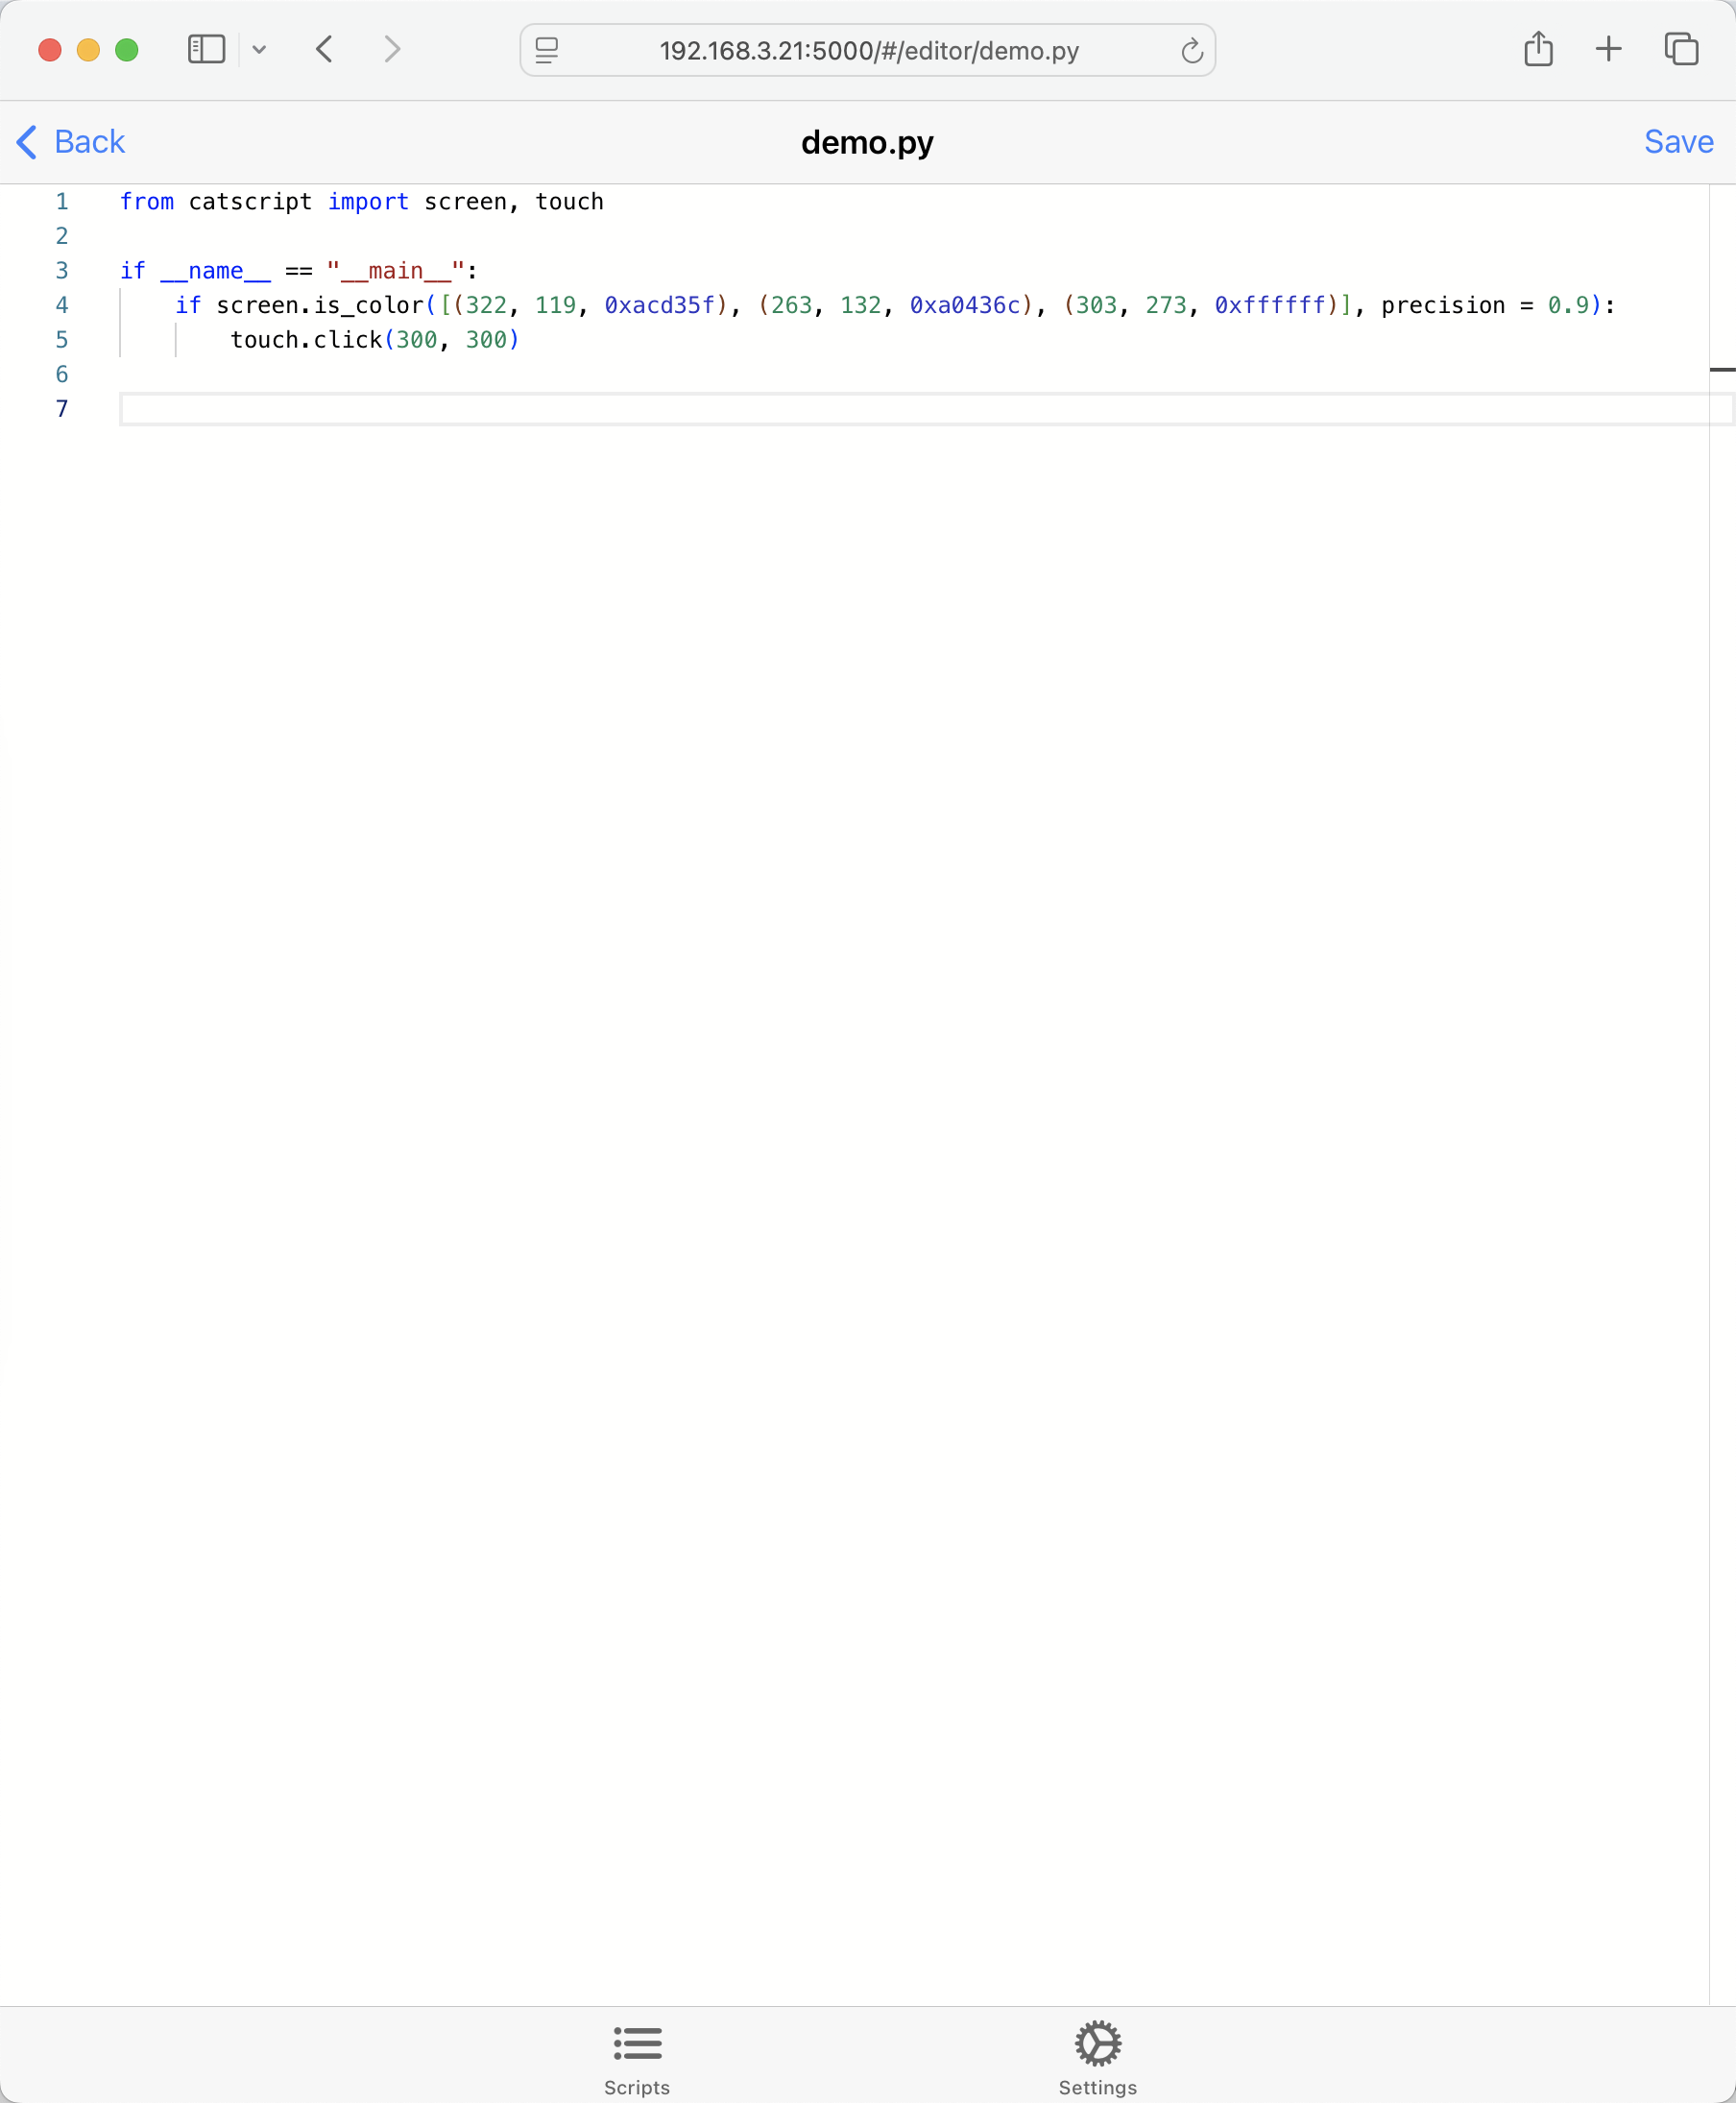 192.168.3.21:5000/#/editor/demo.py
Back
demo.py
Save
1 from catscript import screen, touch
2
3 if __name__ == "__main__":
4     if screen.is_color([(322, 119, 0xacd35f), (263, 132, 0xa0436c), (303, 273, 0xffffff)], precision = 0.9):
5         touch.click(300, 300)
6
7
Scripts
Settings